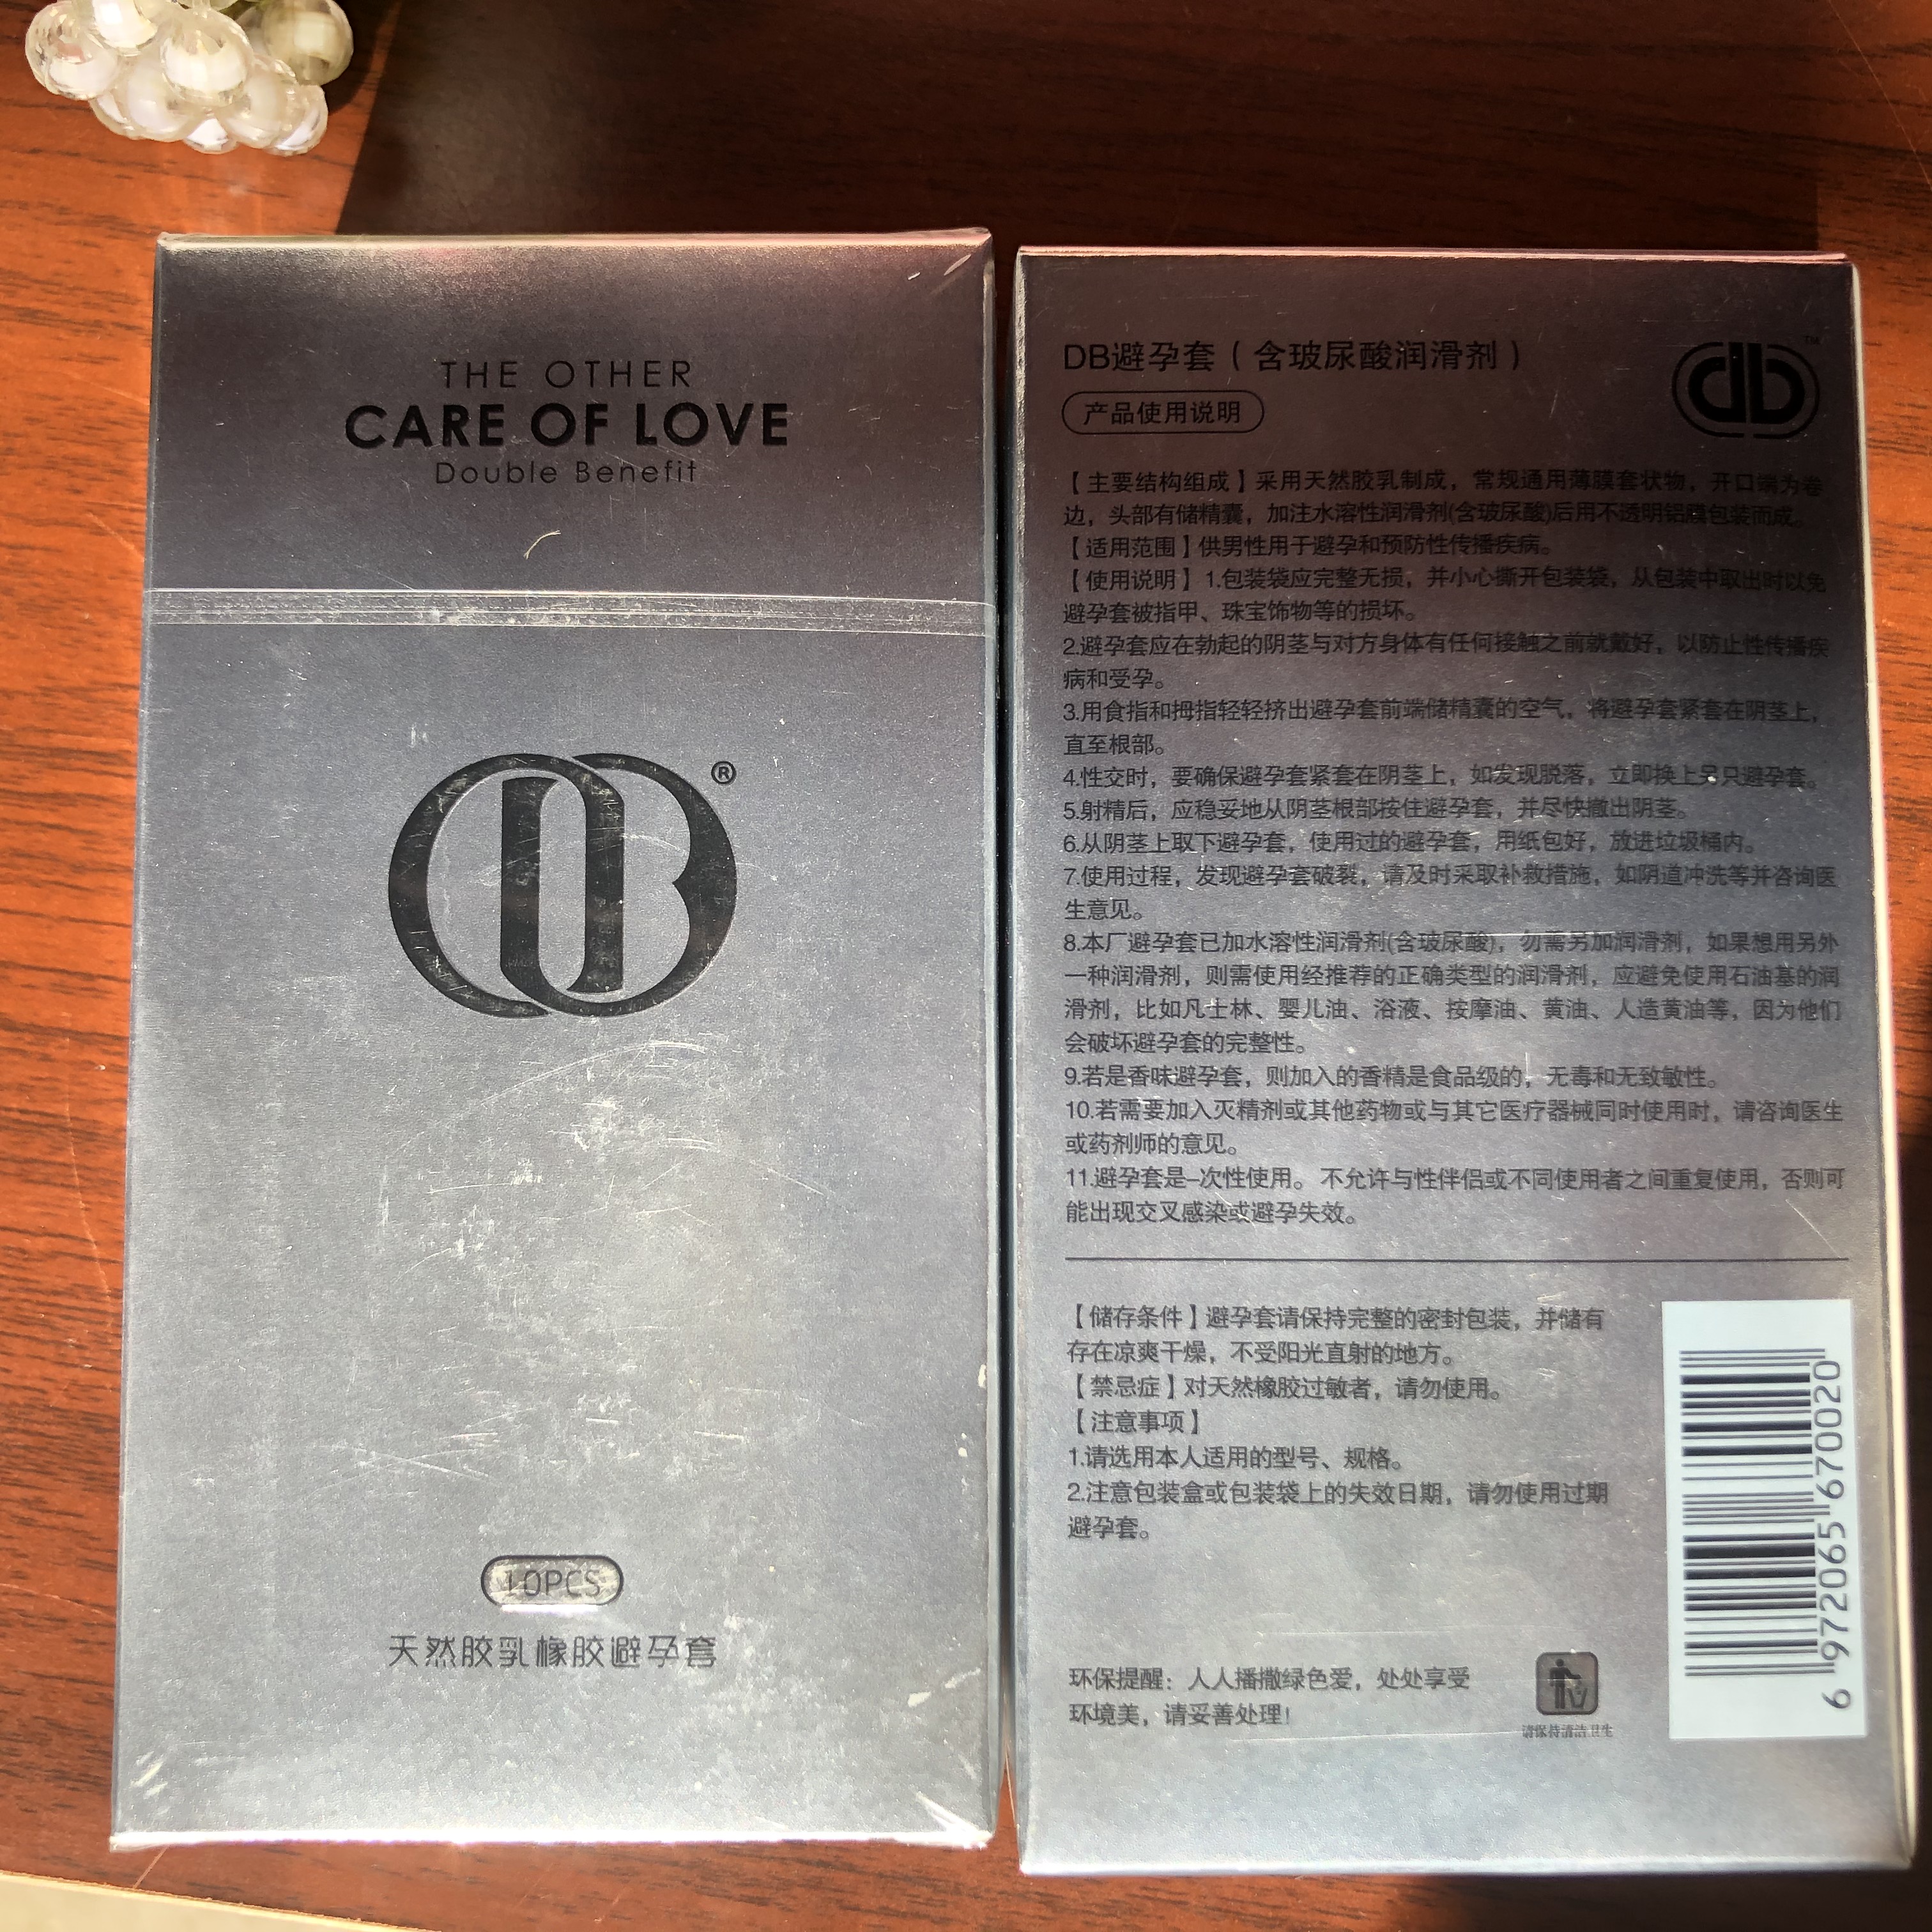 THE OTHER
CARE OF LOVE
Double Benefit
®
10PCS
天然胶乳橡胶避孕套
DB避孕套（含玻尿酸润滑剂）
db™
产品使用说明
【主要结构组成】采用天然胶乳制成，常规通用薄膜套状物，开口端为卷
边，头部有储精囊，加注水溶性润滑剂(含玻尿酸)后用不透明铝膜包装而成。
【适用范围】供男性用于避孕和预防性传播疾病。
【使用说明】1.包装袋应完整无损，并小心撕开包装袋，从包装中取出时以免
避孕套被指甲、珠宝饰物等的损坏。
2.避孕套应在勃起的阴茎与对方身体有任何接触之前就戴好，以防止性传播疾
病和受孕。
3.用食指和拇指轻轻挤出避孕套前端储精囊的空气，将避孕套紧套在阴茎上，
直至根部。
4.性交时，要确保避孕套紧套在阴茎上，如发现脱落，立即换上另只避孕套。
5.射精后，应稳妥地从阴茎根部按住避孕套，并尽快撤出阴茎。
6.从阴茎上取下避孕套，使用过的避孕套，用纸包好，放进垃圾桶内。
7.使用过程，发现避孕套破裂，请及时采取补救措施，如阴道冲洗等并咨询医
生意见。
8.本厂避孕套已加水溶性润滑剂(含玻尿酸)，勿需另加润滑剂，如果想用另外
一种润滑剂，则需使用经推荐的正确类型的润滑剂，应避免使用石油基的润
滑剂，比如凡士林、婴儿油、浴液、按摩油、黄油、人造黄油等，因为他们
会破坏避孕套的完整性。
9.若是香味避孕套，则加入的香精是食品级的，无毒和无致敏性。
10.若需要加入灭精剂或其他药物或与其它医疗器械同时使用时，请咨询医生
或药剂师的意见。
11.避孕套是一次性使用。不允许与性伴侣或不同使用者之间重复使用，否则可
能出现交叉感染或避孕失效。
【储存条件】避孕套请保持完整的密封包装，并储有
存在凉爽干燥，不受阳光直射的地方。
【禁忌症】对天然橡胶过敏者，请勿使用。
【注意事项】
1.请选用本人适用的型号、规格。
2.注意包装盒或包装袋上的失效日期，请勿使用过期
避孕套。
环保提醒：人人播撒绿色爱，处处享受
环境美，请妥善处理!
请保持清洁卫生
6 972065 670020